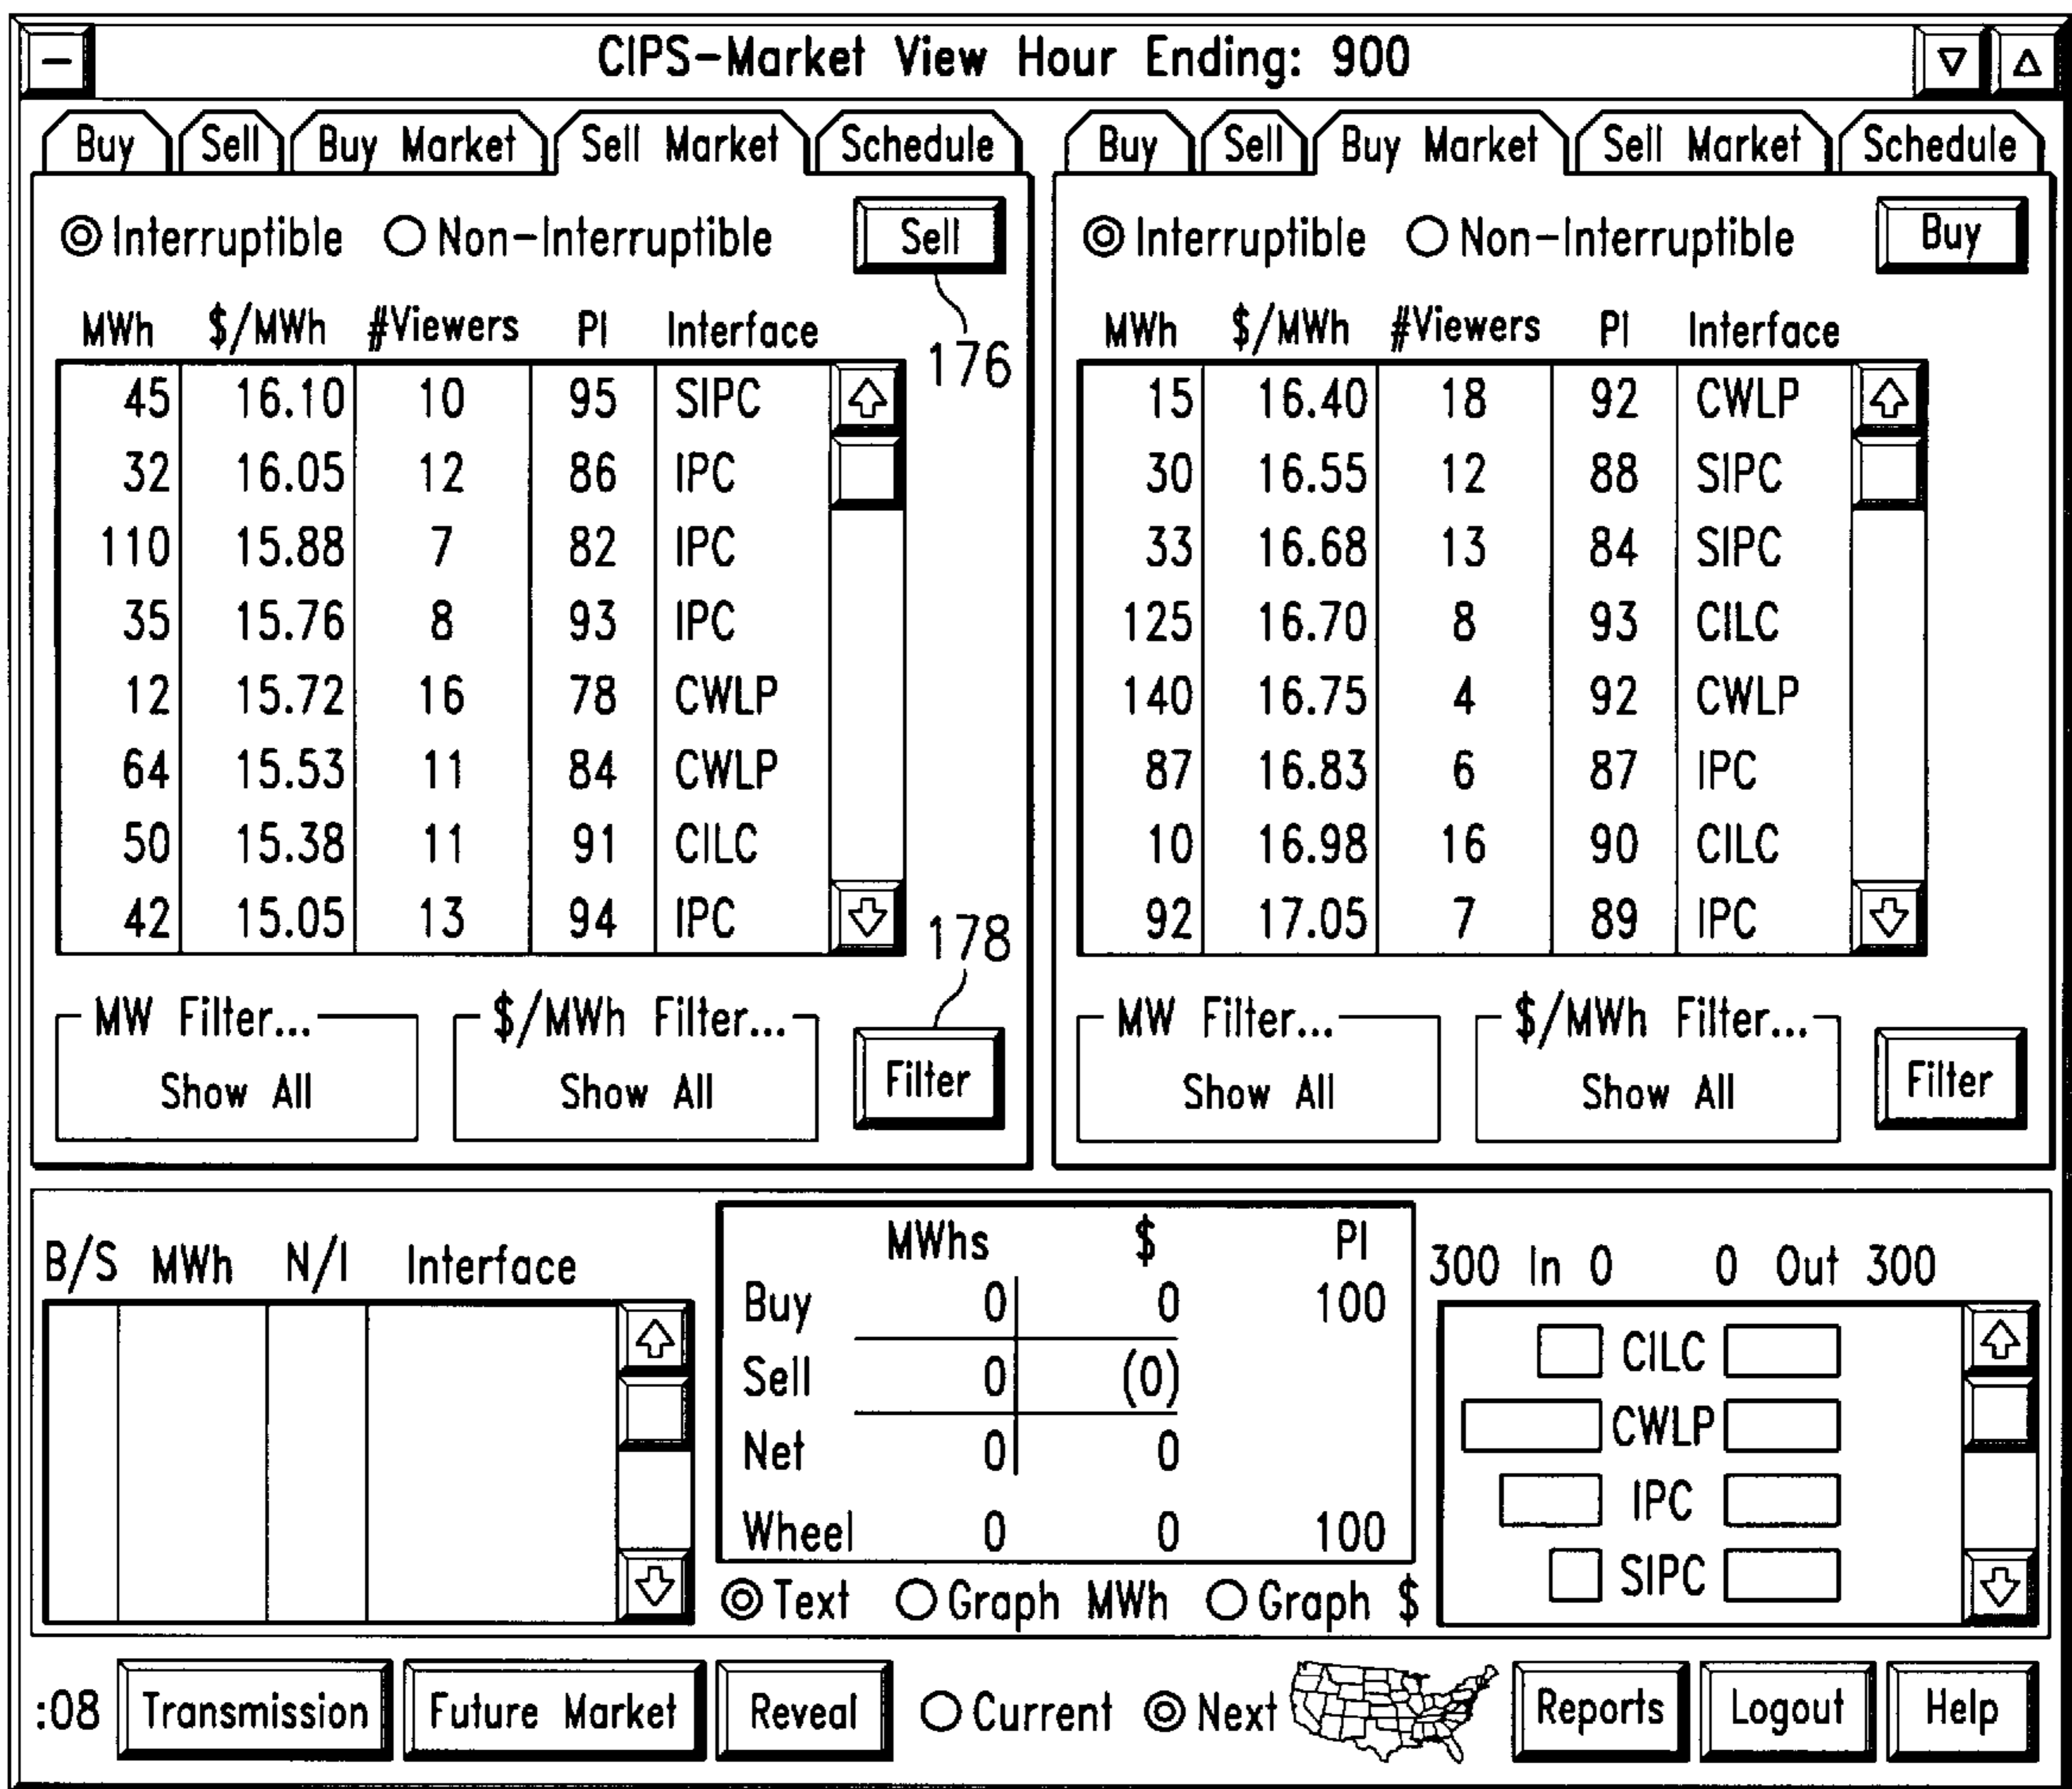 CIPS-Market View Hour Ending: 900
Buy Sell Buy Market Sell Market Schedule
Interruptible Non-Interruptible Sell
176
MWh $/MWh #Viewers PI Interface
45 16.10 10 95 SIPC
32 16.05 12 86 IPC
110 15.88 7 82 IPC
35 15.76 8 93 IPC
12 15.72 16 78 CWLP
64 15.53 11 84 CWLP
50 15.38 11 91 CILC
42 15.05 13 94 IPC
178
MW Filter... $/MWh Filter...
Show All Show All Filter
Buy Sell Buy Market Sell Market Schedule
Interruptible Non-Interruptible Buy
MWh $/MWh #Viewers PI Interface
15 16.40 18 92 CWLP
30 16.55 12 88 SIPC
33 16.68 13 84 SIPC
125 16.70 8 93 CILC
140 16.75 4 92 CWLP
87 16.83 6 87 IPC
10 16.98 16 90 CILC
92 17.05 7 89 IPC
MW Filter... $/MWh Filter...
Show All Show All Filter
B/S MWh N/I Interface
MWhs $ PI
Buy 0 0 100
Sell 0 (0)
Net 0 0
Wheel 0 0 100
Text Graph MWh Graph $
300 In 0 0 Out 300
CILC
CWLP
IPC
SIPC
:08 Transmission Future Market Reveal Current Next Reports Logout Help